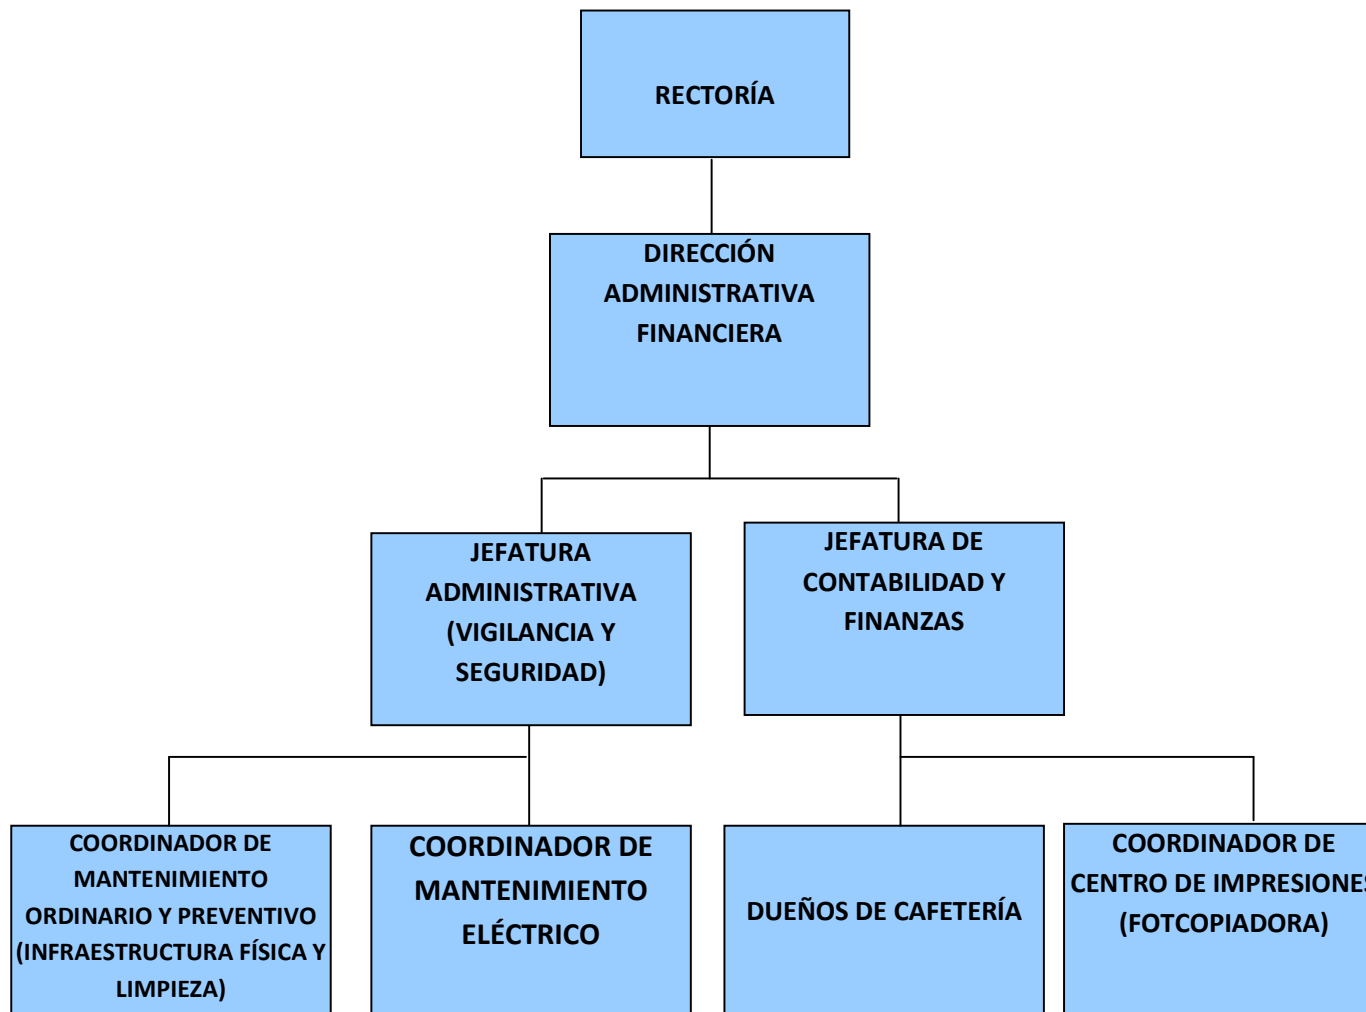 RECTORÍA
DIRECCIÓN
ADMINISTRATIVA
FINANCIERA
JEFATURA
ADMINISTRATIVA
(VIGILANCIA Y
SEGURIDAD)
JEFATURA DE
CONTABILIDAD Y
FINANZAS
COORDINADOR DE
MANTENIMIENTO
ORDINARIO Y PREVENTIVO
(INFRAESTRUCTURA FÍSICA Y
LIMPIEZA)
COORDINADOR DE
MANTENIMIENTO
ELÉCTRICO
DUEÑOS DE CAFETERÍA
COORDINADOR DE
CENTRO DE IMPRESIONES
(FOTCOPIADORA)